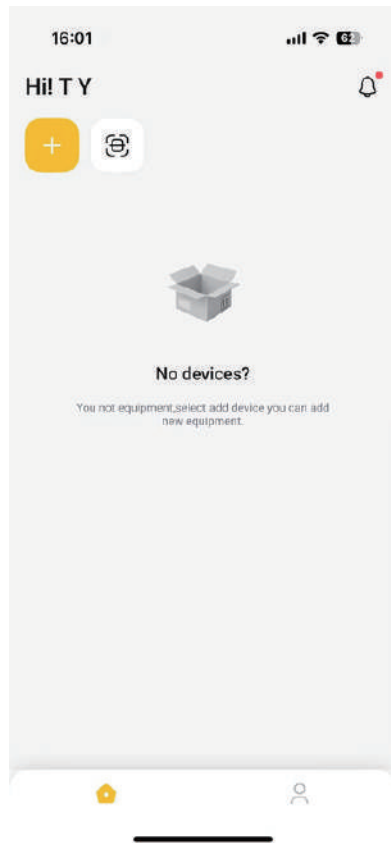 16:01
62
Hi! T Y
No devices?
You not equipment,select add device you can add
new equipment.